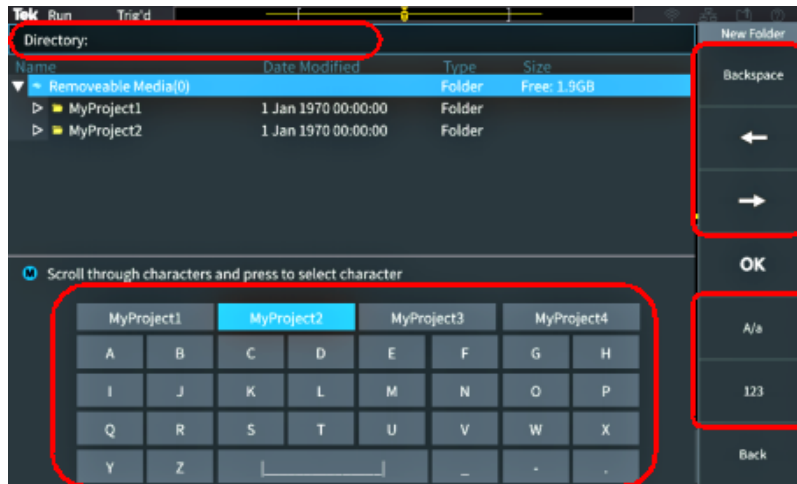 Tek Run Trig'd
Directory:
Name Date Modified Type Size
Removeable Media(0) Folder Free: 1.9GB
MyProject1 1 Jan 1970 00:00:00 Folder
MyProject2 1 Jan 1970 00:00:00 Folder
M Scroll through characters and press to select character
MyProject1 MyProject2 MyProject3 MyProject4
A B C D E F G H
I J K L M N O P
Q R S T U V W X
Y Z _ - .
New Folder
Backspace
OK
A/a
123
Back